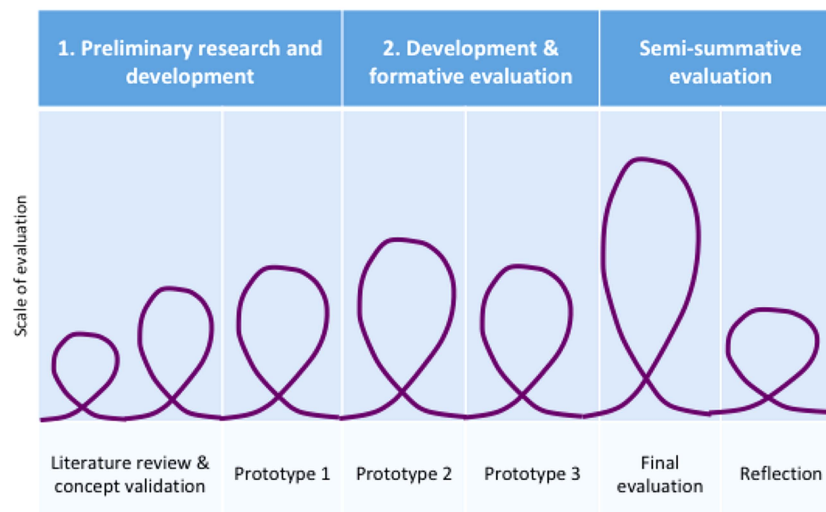 1. Preliminary research and
development
2. Development &
formative evaluation
Semi-summative
evaluation
Scale of evaluation
Literature review &
concept validation
Prototype 1
Prototype 2
Prototype 3
Final
evaluation
Reflection